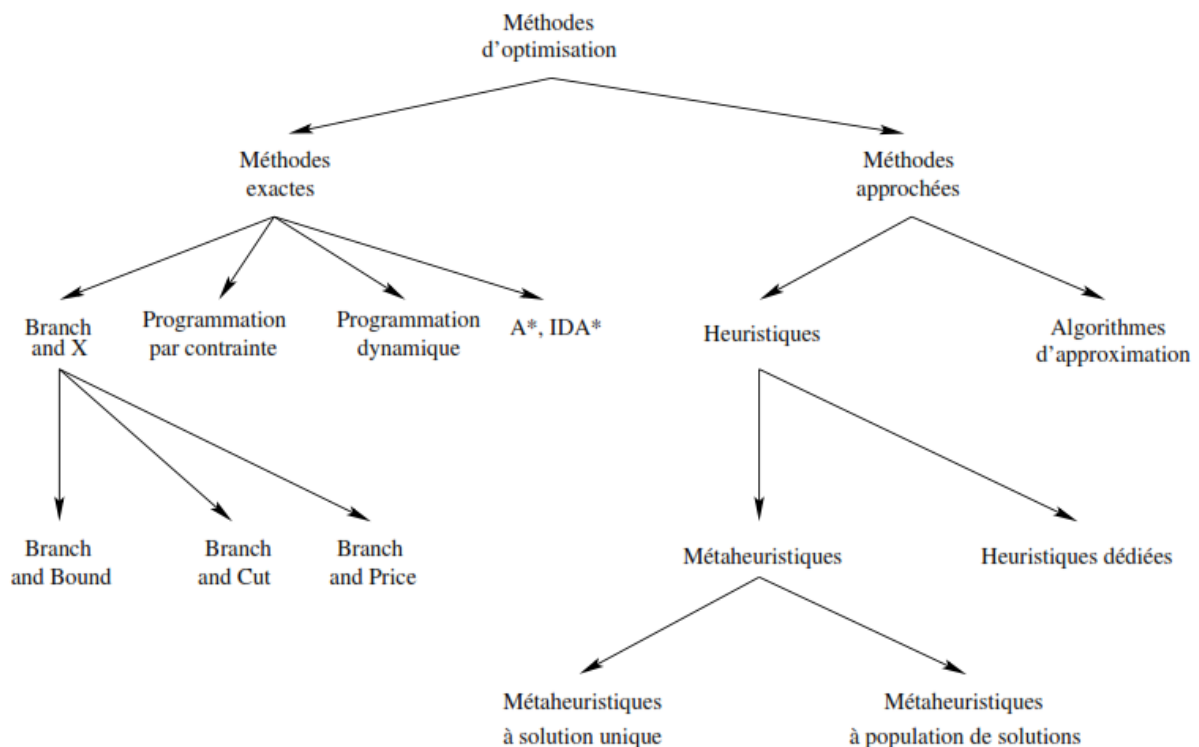 Méthodes
d'optimisation
Méthodes
exactes
Méthodes
approchées
Branch
and X
Programmation
par contrainte
Programmation
dynamique
A*, IDA*
Heuristiques
Algorithmes
d'approximation
Branch
and Bound
Branch
and Cut
Branch
and Price
Métaheuristiques
Heuristiques dédiées
Métaheuristiques
à solution unique
Métaheuristiques
à population de solutions